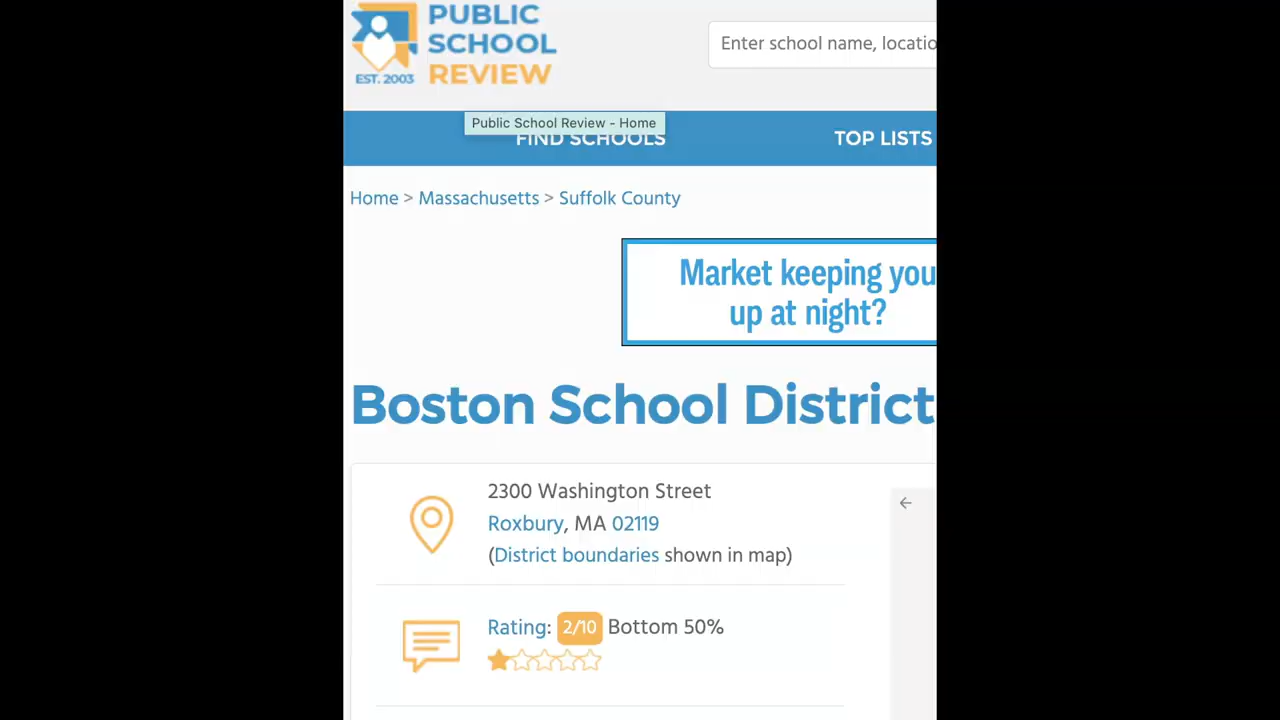 PUBLIC
SCHOOL
REVIEW
EST. 2003
Enter school name, locatio
Public School Review - Home
FIND SCHOOLS
TOP LISTS
Home > Massachusetts > Suffolk County
Market keeping you
up at night?
Boston School District
2300 Washington Street
Roxbury, MA 02119
(District boundaries shown in map)
Rating: 2/10 Bottom 50%